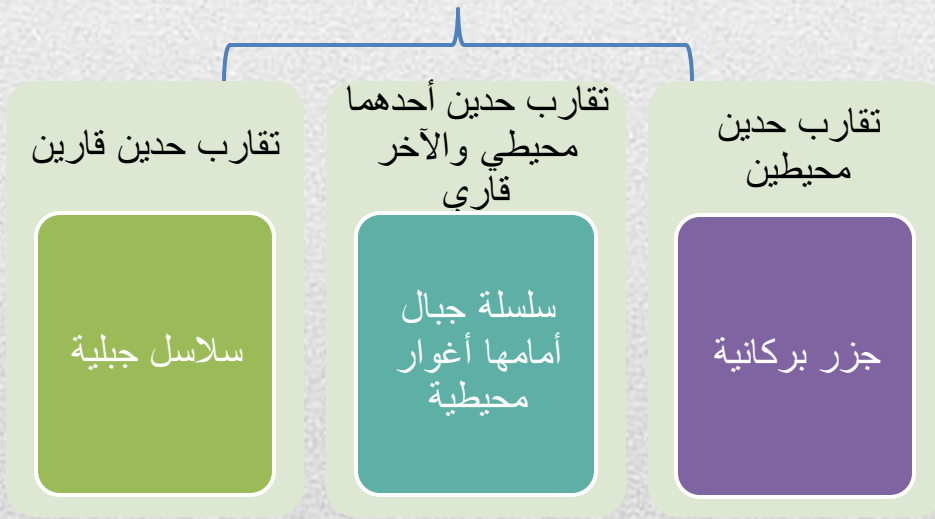 تقارب حدين
محيطين
جزر بركانية
تقارب حدين أحدهما
محيطي والآخر
قاري
سلسلة جبال
أمامها أغوار
محيطية
تقارب حدين قارين
سلاسل جبلية